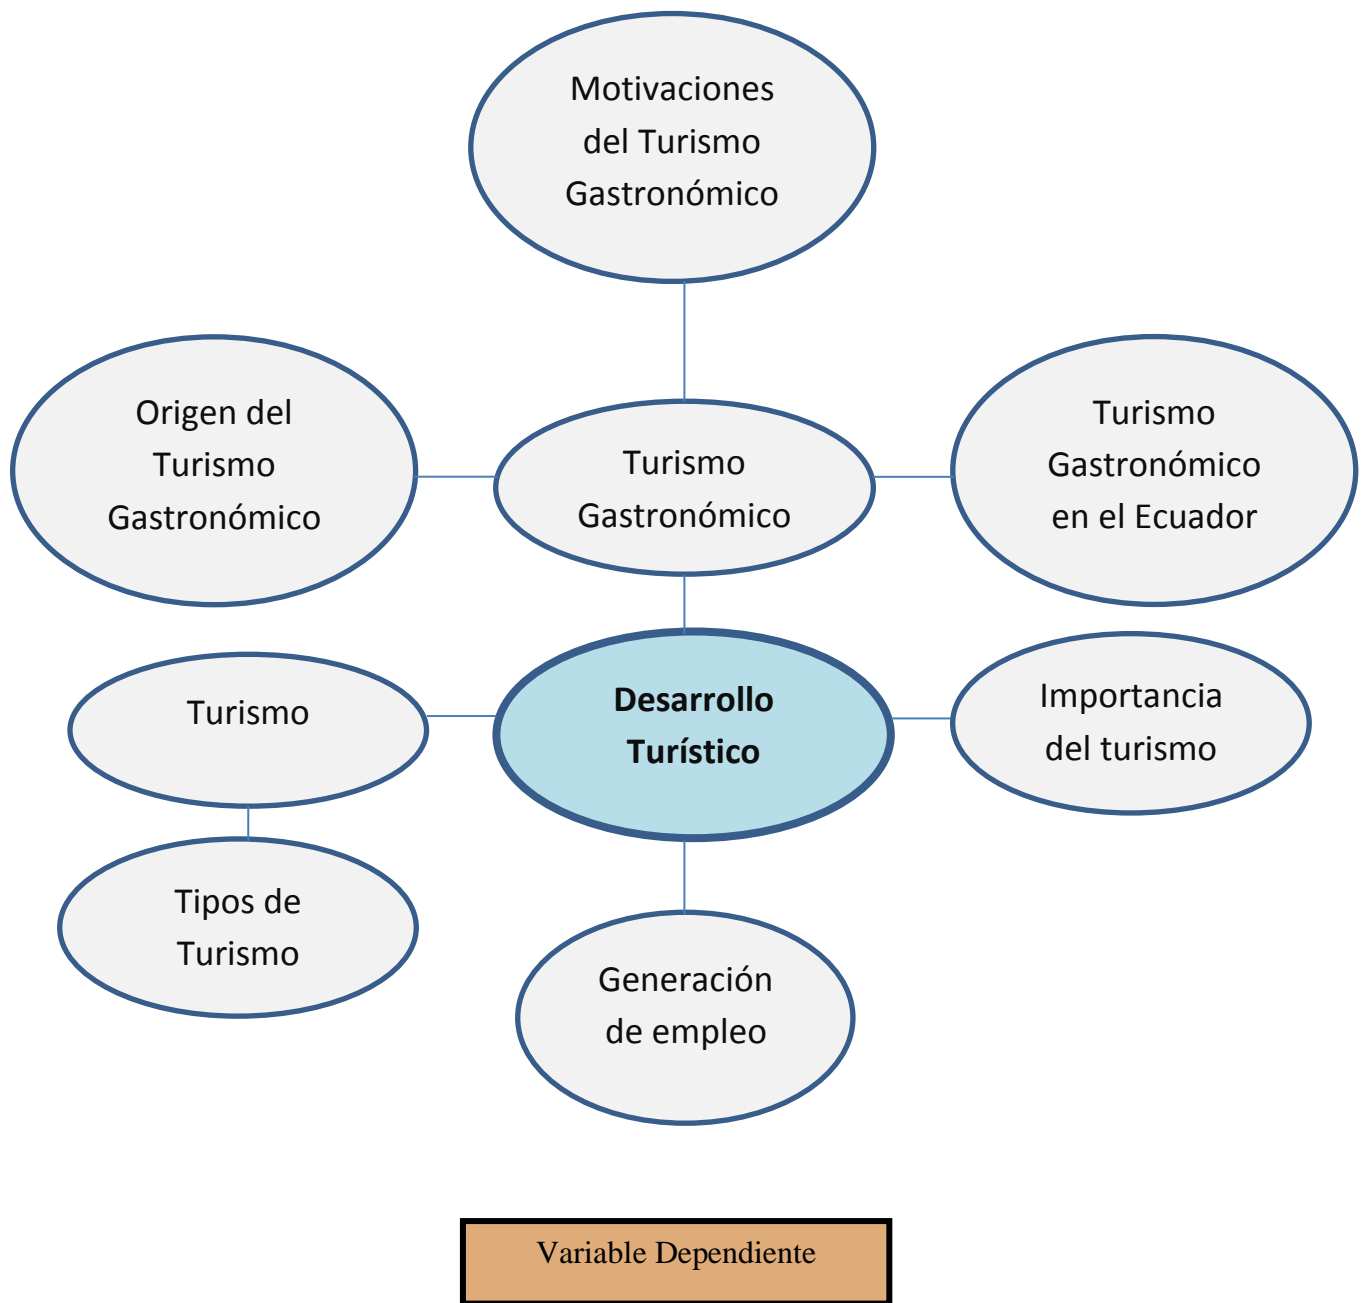 Motivaciones
del Turismo
Gastronómico
Origen del
Turismo
Gastronómico
Turismo
Gastronómico
Turismo
Gastronómico
en el Ecuador
Turismo
Desarrollo
Turístico
Importancia
del turismo
Tipos de
Turismo
Generación
de empleo
Variable Dependiente